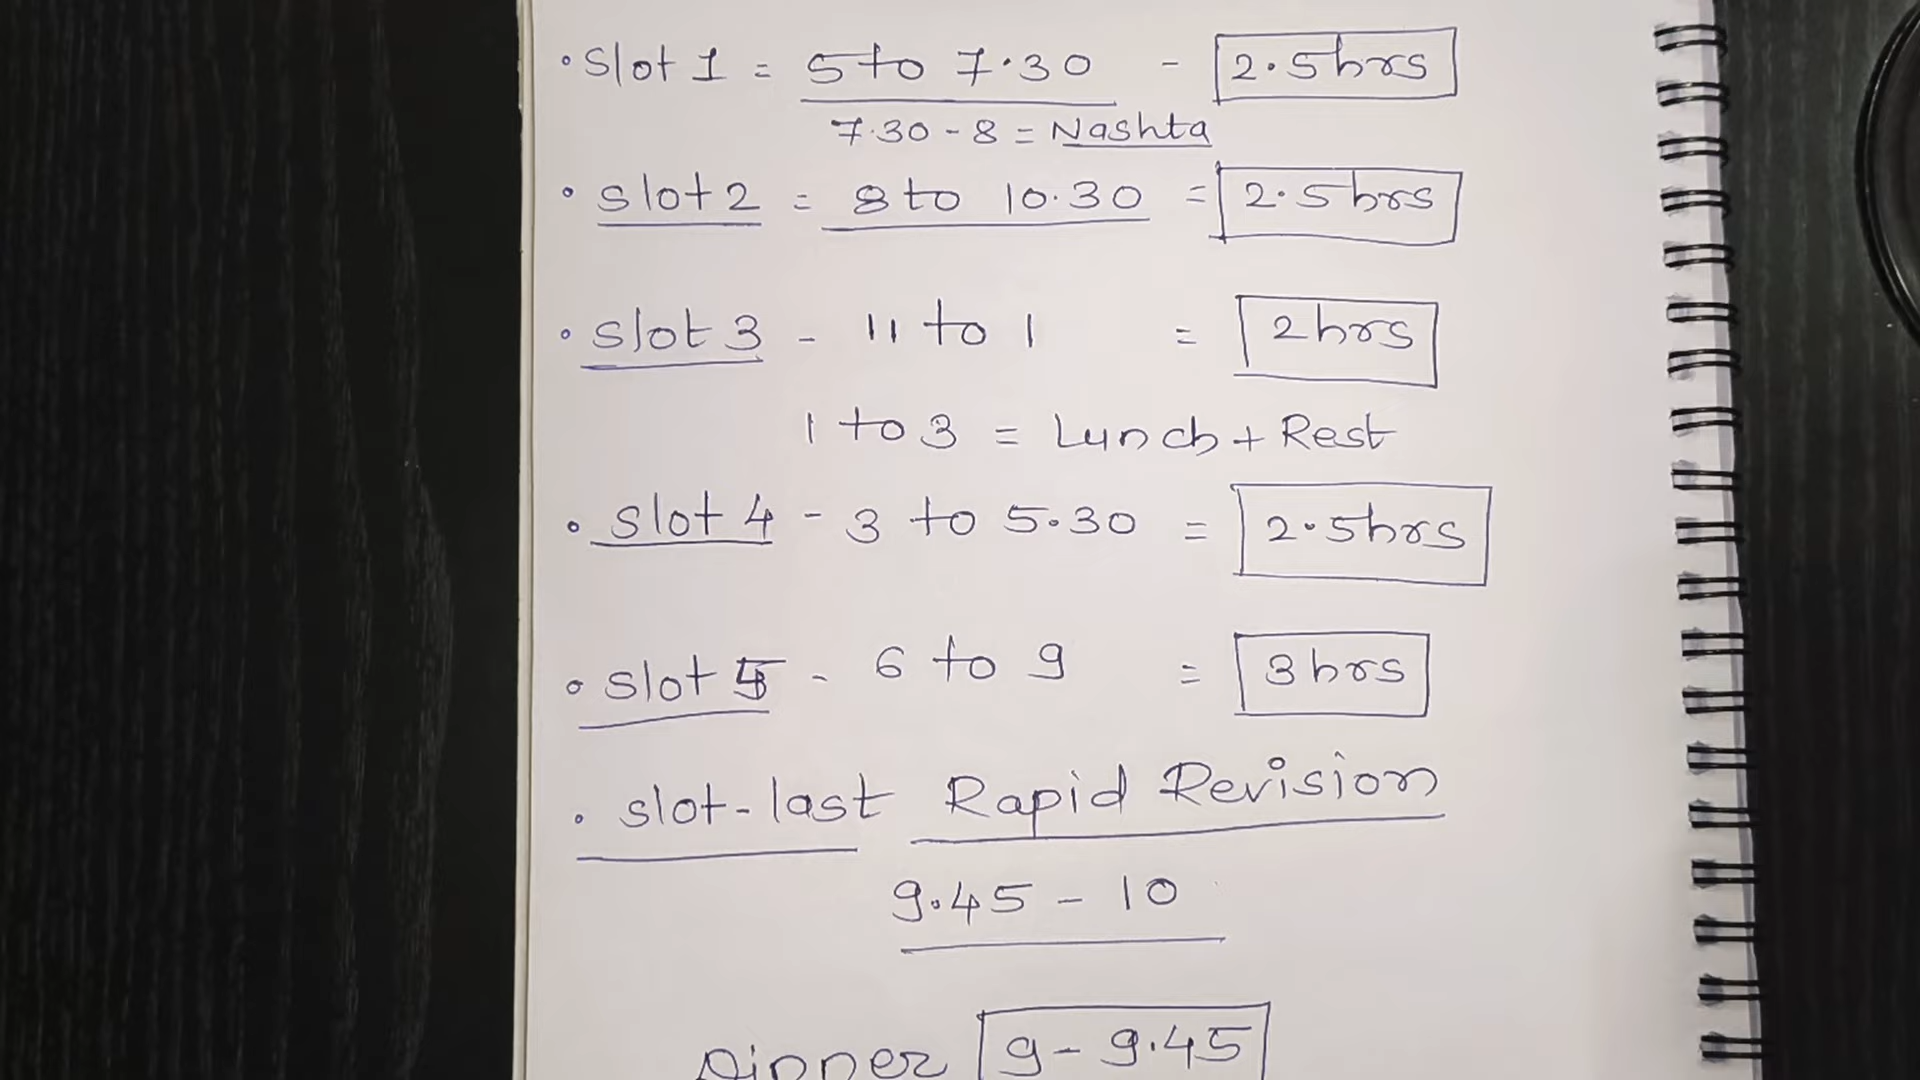 • Slot 1 = 5 to 7.30 - 2.5hrs
7.30 - 8 = Nashta
• slot 2 = 8 to 10.30 = 2.5hrs
• slot 3 - 11 to 1 = 2hrs
1 to 3 = Lunch + Rest
• slot 4 - 3 to 5.30 = 2.5hrs
• slot 5 - 6 to 9 = 3hrs
• slot-last Rapid Revision
9.45 - 10
Dinner 9 - 9.45